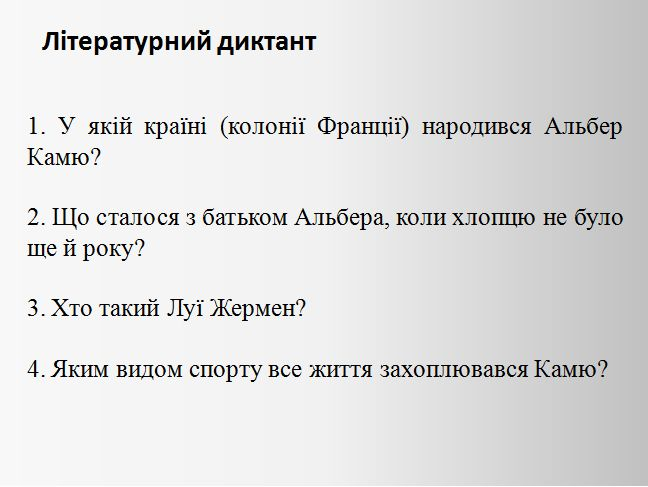 Літературний диктант
1. У якій країні (колонії Франції) народився Альбер
Камю?
2. Що сталося з батьком Альбера, коли хлопцю не було
ще й року?
3. Хто такий Луї Жермен?
4. Яким видом спорту все життя захоплювався Камю?